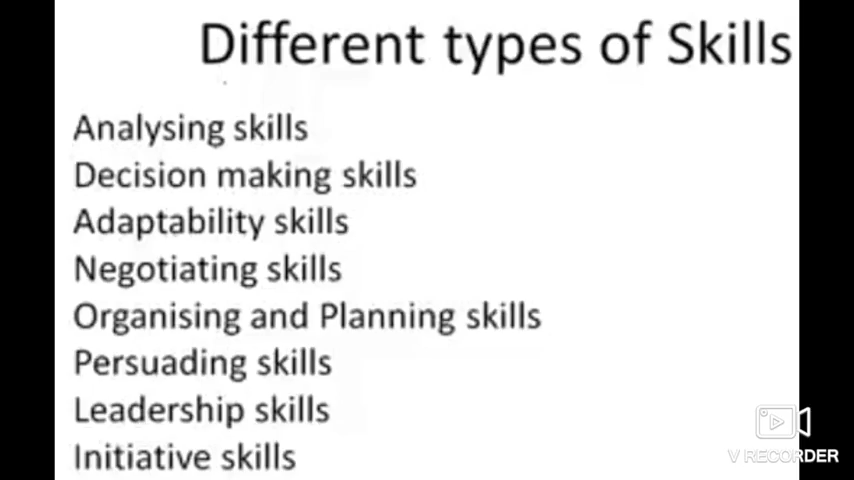 Different types of Skills
Analysing skills
Decision making skills
Adaptability skills
Negotiating skills
Organising and Planning skills
Persuading skills
Leadership skills
Initiative skills
V RECORDER